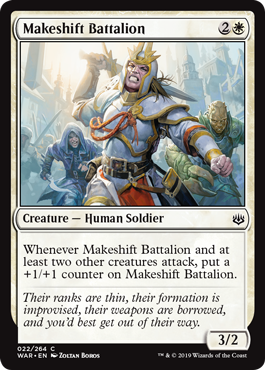 Makeshift Battalion 2
Creature — Human Soldier
Whenever Makeshift Battalion and at
least two other creatures attack, put a
+1/+1 counter on Makeshift Battalion.
Their ranks are thin, their formation is
improvised, their weapons are borrowed,
and you'd best get out of their way.
3/2
022/264 C
WAR • EN Zoltan Boros ™ & © 2019 Wizards of the Coast